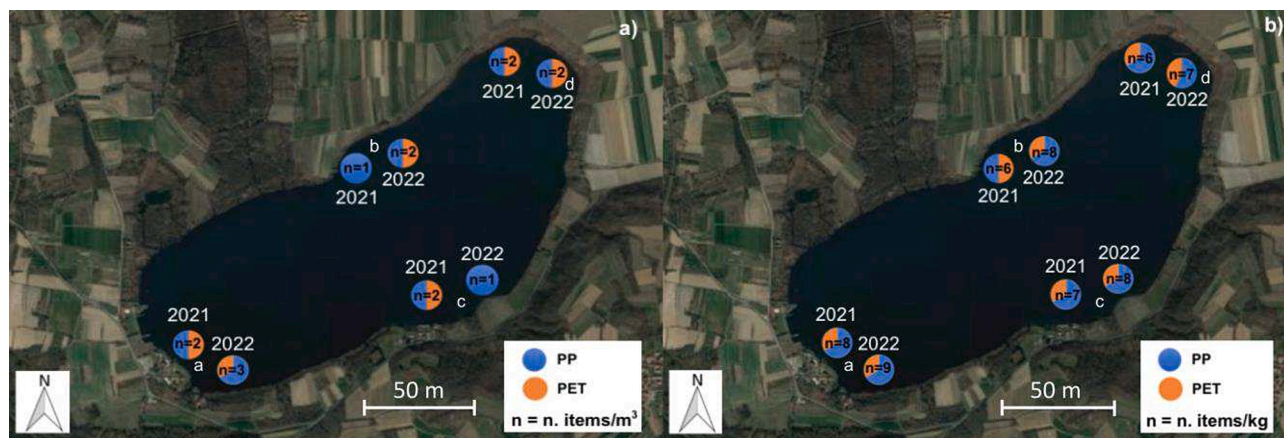 a)
n=2
2021
n=2
d
2022
b
n=2
n=1
2022
2021
2022
2021
n=1
n=2
c
2021
n=2
2022
a
n=3
N
50 m
PP
PET
n = n. items/m³
b)
n=6
2021
n=7
d
2022
b
n=8
n=6
2022
2021
2022
2021
n=8
n=7
c
2021
n=8
2022
a
n=9
N
50 m
PP
PET
n = n. items/kg